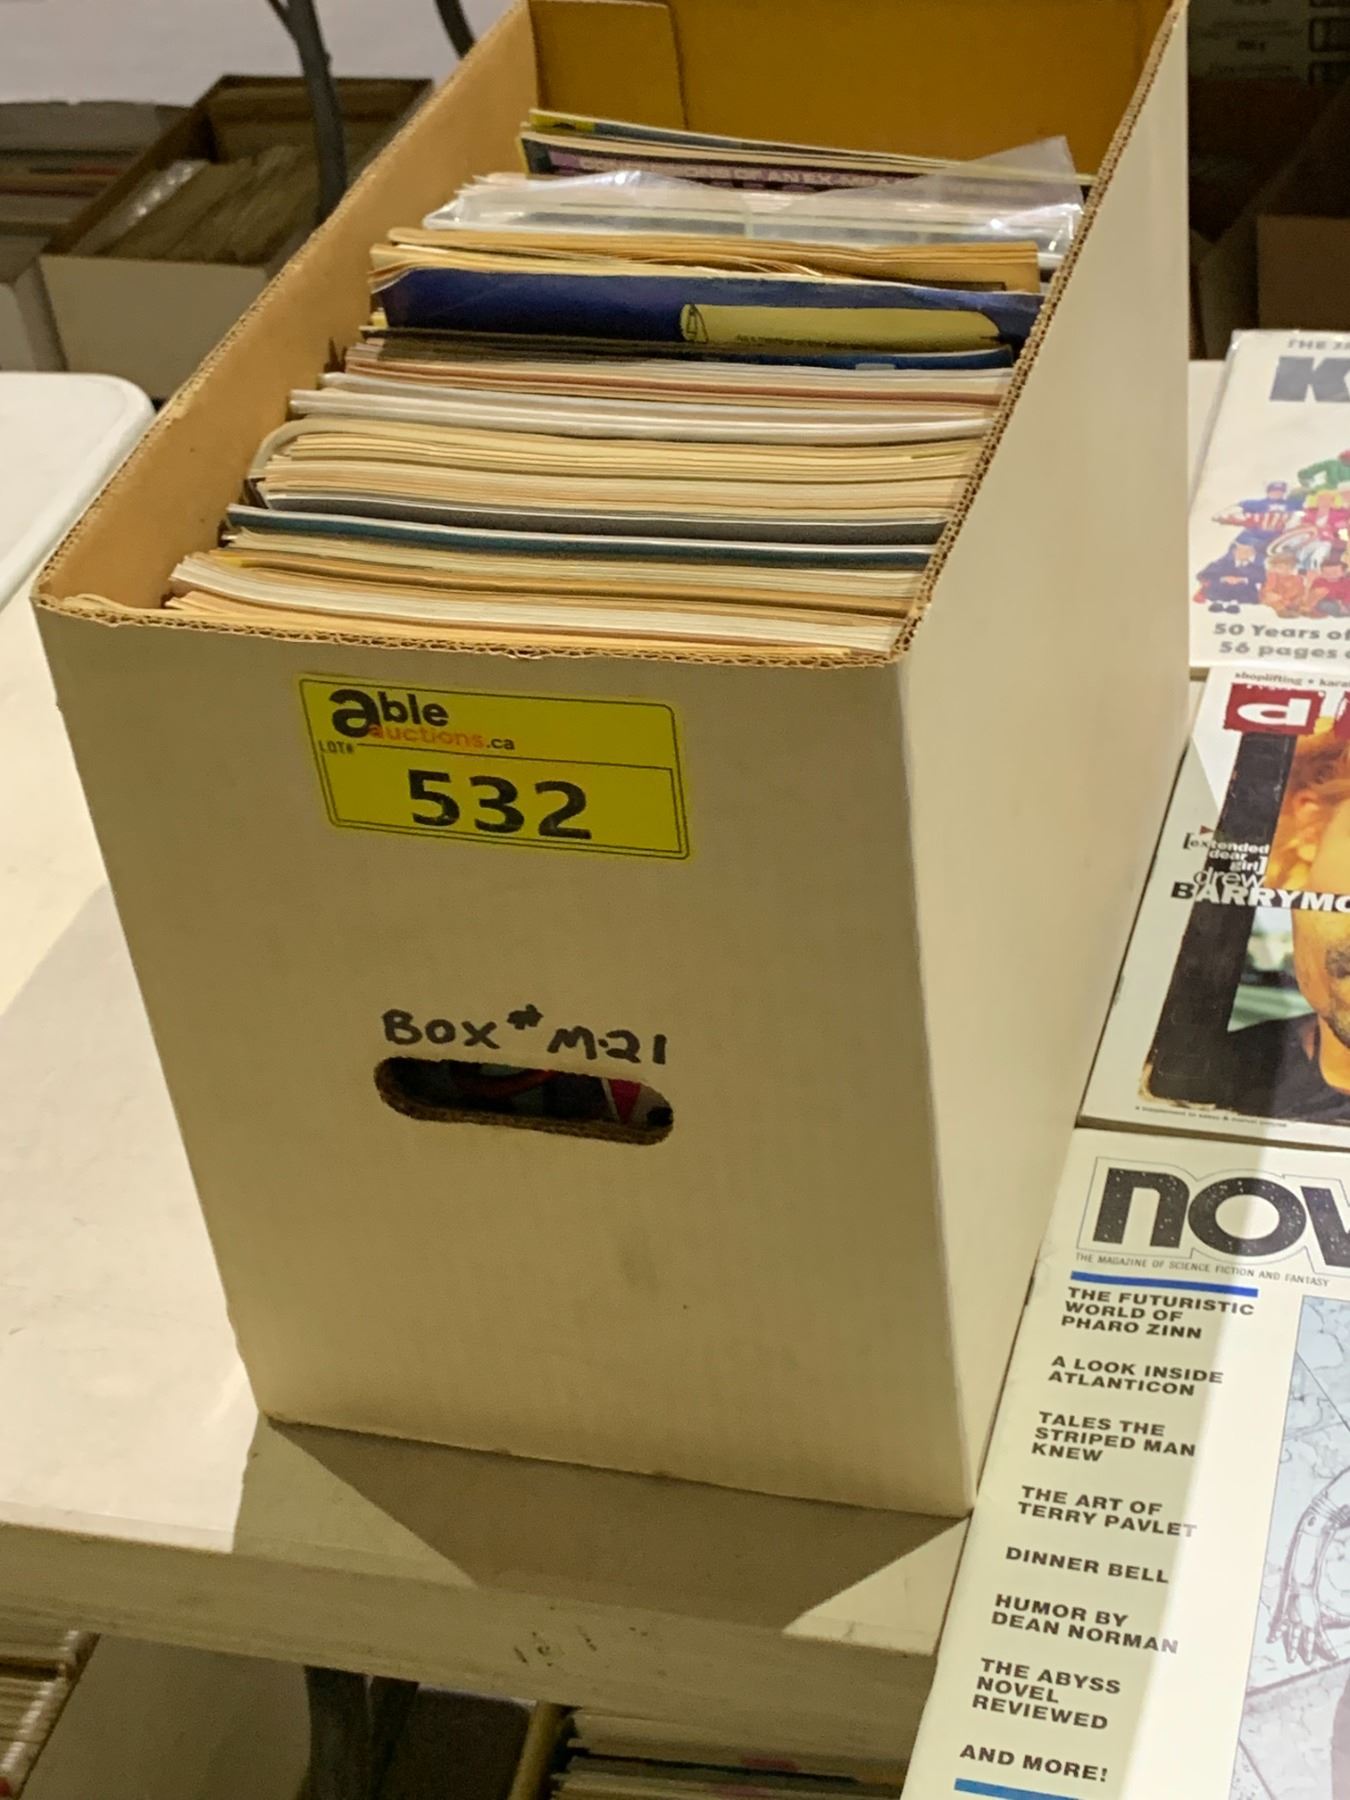 able
auctions.ca
LOT#
532
BOX # M-21
50 Years of
56 pages
shoplifting +
d
[extended
dear
girl]
drew
BARRYMO
nov
THE MAGAZINE OF SCIENCE FICTION AND FANTASY
THE FUTURISTIC
WORLD OF
PHARO ZINN
A LOOK INSIDE
ATLANTICON
TALES THE
STRIPED MAN
KNEW
THE ART OF
TERRY PAVLET
DINNER BELL
HUMOR BY
DEAN NORMAN
THE ABYSS
NOVEL
REVIEWED
AND MORE!